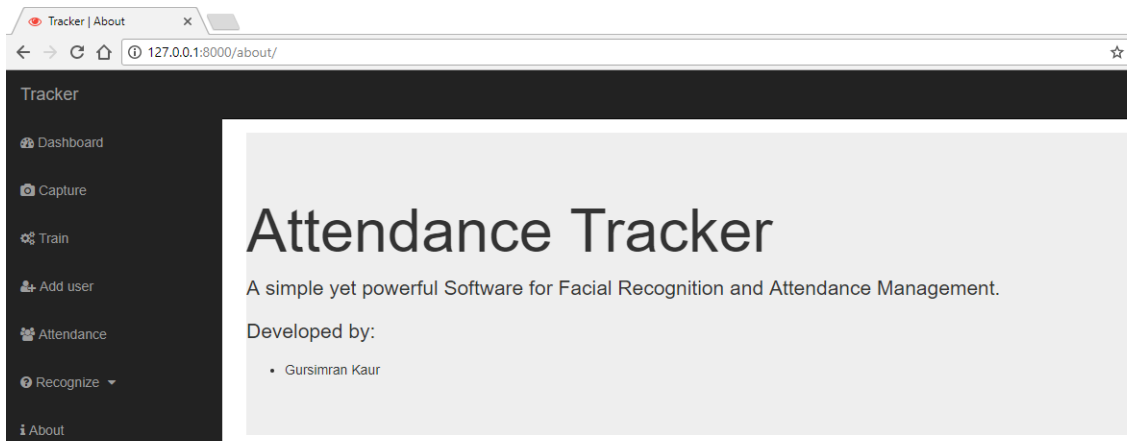 Tracker | About
127.0.0.1:8000/about/
Tracker
Dashboard
Capture
Train
Add user
Attendance
Recognize
About
Attendance Tracker
A simple yet powerful Software for Facial Recognition and Attendance Management.
Developed by:
Gursimran Kaur